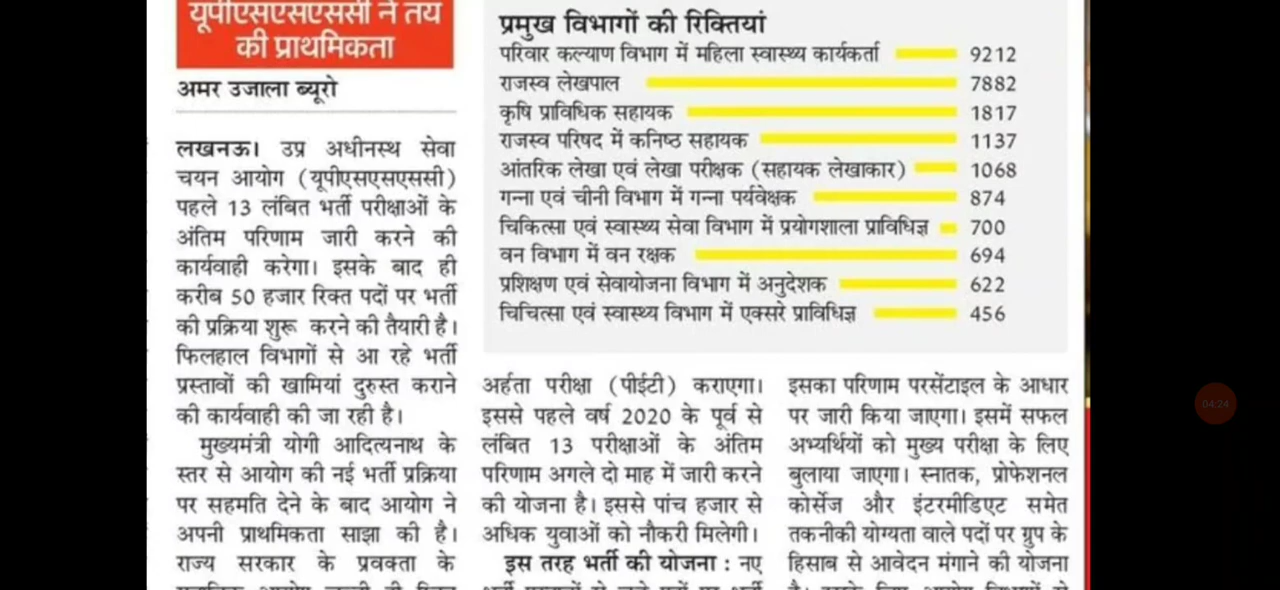 यूपीएसएसएससी ने तय
की प्राथमिकता
अमर उजाला ब्यूरो
लखनऊ। उप्र अधीनस्थ सेवा
चयन आयोग (यूपीएसएसएससी)
पहले 13 लंबित भर्ती परीक्षाओं के
अंतिम परिणाम जारी करने की
कार्यवाही करेगा। इसके बाद ही
करीब 50 हजार रिक्त पदों पर भर्ती
की प्रक्रिया शुरू करने की तैयारी है।
फिलहाल विभागों से आ रहे भर्ती
प्रस्तावों की खामियां दुरुस्त कराने
की कार्यवाही की जा रही है।
मुख्यमंत्री योगी आदित्यनाथ के
स्तर से आयोग की नई भर्ती प्रक्रिया
पर सहमति देने के बाद आयोग ने
अपनी प्राथमिकता साझा की है।
राज्य सरकार के प्रवक्ता के
प्रमुख विभागों की रिक्तियां
परिवार कल्याण विभाग में महिला स्वास्थ्य कार्यकर्ता 9212
राजस्व लेखपाल 7882
कृषि प्राविधिक सहायक 1817
राजस्व परिषद में कनिष्ठ सहायक 1137
आंतरिक लेखा एवं लेखा परीक्षक (सहायक लेखाकार) 1068
गन्ना एवं चीनी विभाग में गन्ना पर्यवेक्षक 874
चिकित्सा एवं स्वास्थ्य सेवा विभाग में प्रयोगशाला प्राविधिज्ञ 700
वन विभाग में वन रक्षक 694
प्रशिक्षण एवं सेवायोजना विभाग में अनुदेशक 622
चिचित्सा एवं स्वास्थ्य विभाग में एक्सरे प्राविधिज्ञ 456
अर्हता परीक्षा (पीईटी) कराएगा।
इससे पहले वर्ष 2020 के पूर्व से
लंबित 13 परीक्षाओं के अंतिम
परिणाम अगले दो माह में जारी करने
की योजना है। इससे पांच हजार से
अधिक युवाओं को नौकरी मिलेगी।
इस तरह भर्ती की योजना : नए
इसका परिणाम परसेंटाइल के आधार
पर जारी किया जाएगा। इसमें सफल
अभ्यर्थियों को मुख्य परीक्षा के लिए
बुलाया जाएगा। स्नातक, प्रोफेशनल
कोर्सेज और इंटरमीडिएट समेत
तकनीकी योग्यता वाले पदों पर ग्रुप के
हिसाब से आवेदन मंगाने की योजना
04:24